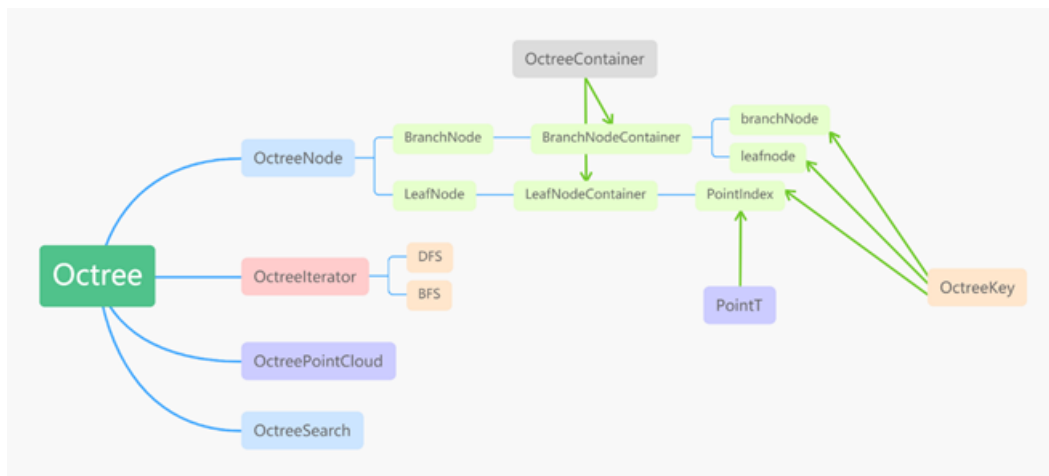 OctreeContainer
branchNode
BranchNode
BranchNodeContainer
OctreeNode
leafnode
LeafNode
LeafNodeContainer
PointIndex
DFS
Octree
OctreeIterator
OctreeKey
BFS
PointT
OctreePointCloud
OctreeSearch